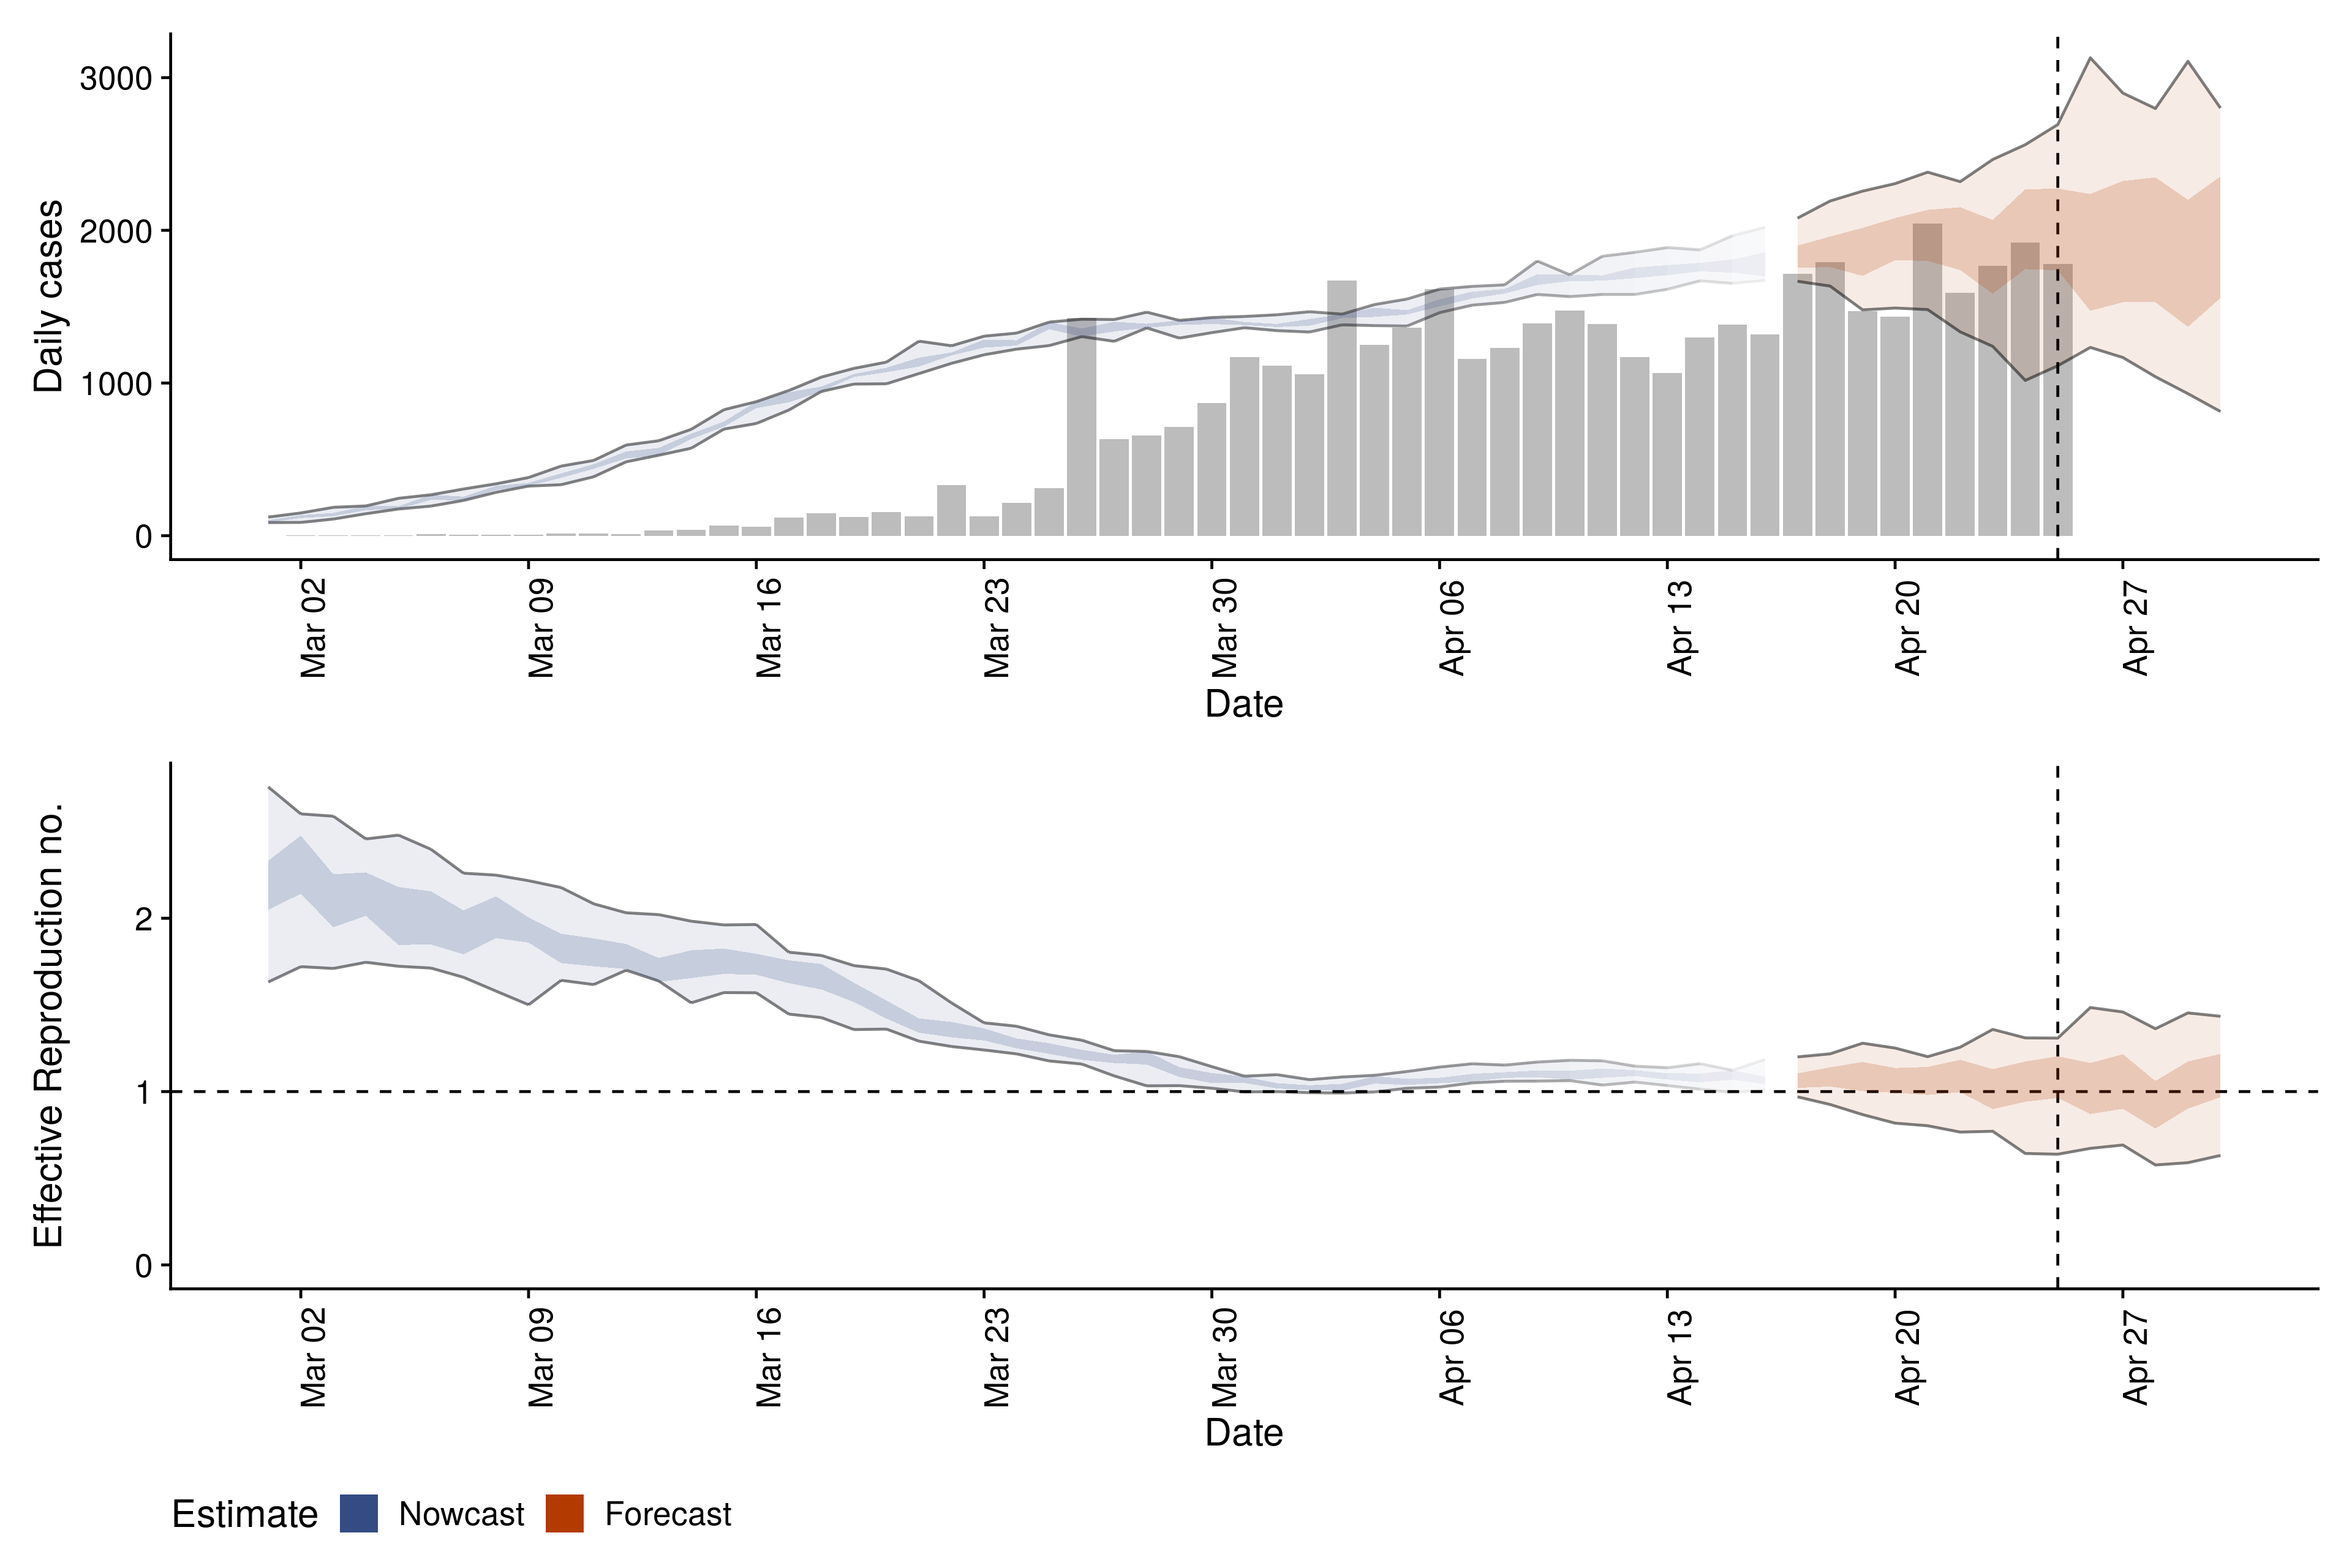 Daily cases
3000
2000
1000
0
Mar 02
Mar 09
Mar 16
Mar 23
Mar 30
Apr 06
Apr 13
Apr 20
Apr 27
Date
Effective Reproduction no.
2
1
0
Mar 02
Mar 09
Mar 16
Mar 23
Mar 30
Apr 06
Apr 13
Apr 20
Apr 27
Date
Estimate Nowcast Forecast